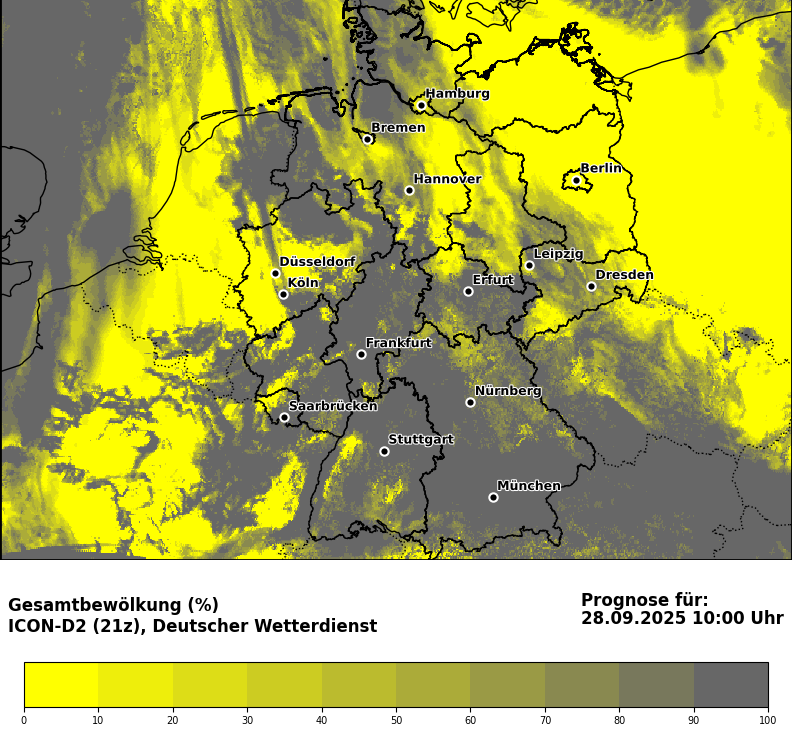 Hamburg
Bremen
Berlin
Hannover
Leipzig
Düsseldorf
Dresden
Erfurt
Köln
Frankfurt
Nürnberg
Saarbrücken
Stuttgart
München
Gesamtbewölkung (%)
ICON-D2 (21z), Deutscher Wetterdienst
Prognose für:
28.09.2025 10:00 Uhr
0 10 20 30 40 50 60 70 80 90 100